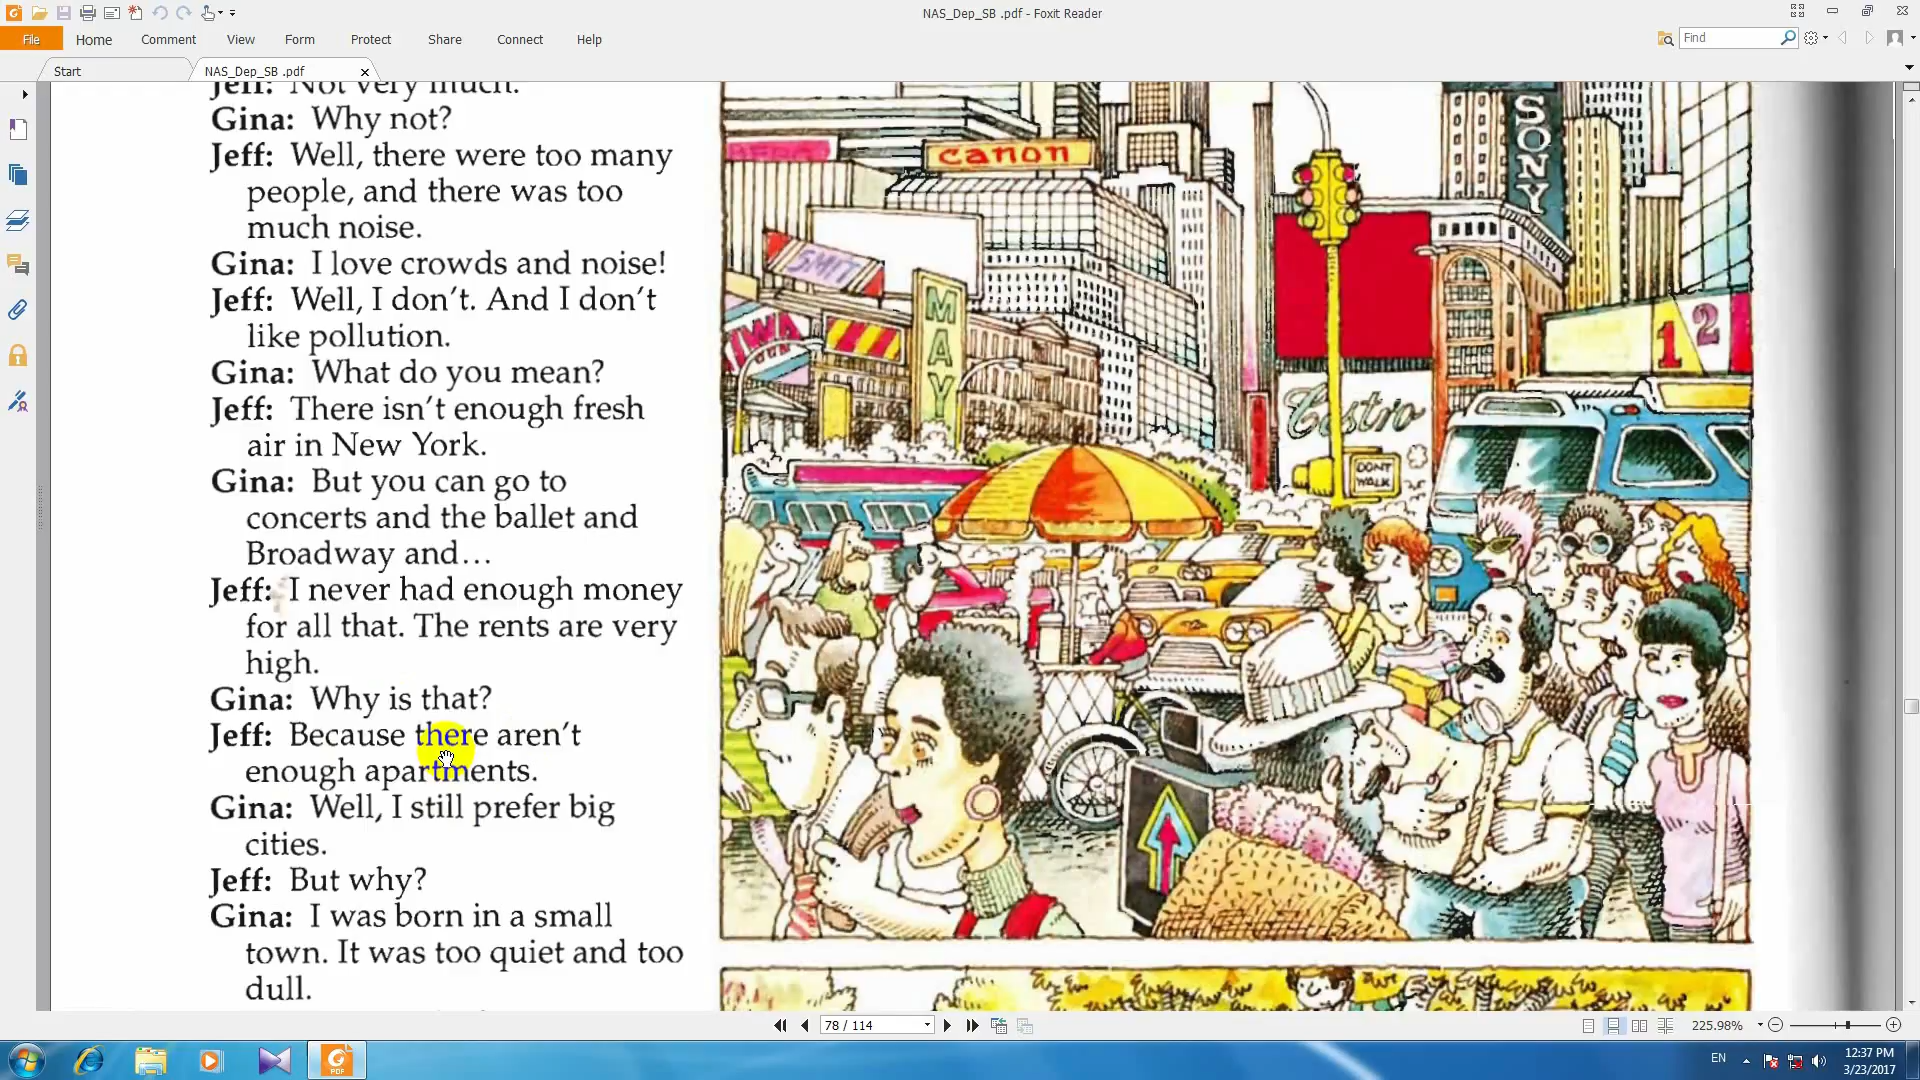 NAS_Dep_SB .pdf - Foxit Reader
File Home Comment View Form Protect Share Connect Help
Find
Start
NAS_Dep_SB .pdf
Jeff: Not very much.
Gina: Why not?
Jeff: Well, there were too many
people, and there was too
much noise.
Gina: I love crowds and noise!
Jeff: Well, I don't. And I don't
like pollution.
Gina: What do you mean?
Jeff: There isn't enough fresh
air in New York.
Gina: But you can go to
concerts and the ballet and
Broadway and...
Jeff: I never had enough money
for all that. The rents are very
high.
Gina: Why is that?
Jeff: Because there aren't
enough apartments.
Gina: Well, I still prefer big
cities.
Jeff: But why?
Gina: I was born in a small
town. It was too quiet and too
dull.
canon
SONY
SMIT
MAY
TWA
1 2
Castro
DONT
WALK
78 / 114
225.98%
PDF
EN
12:37 PM
3/23/2017